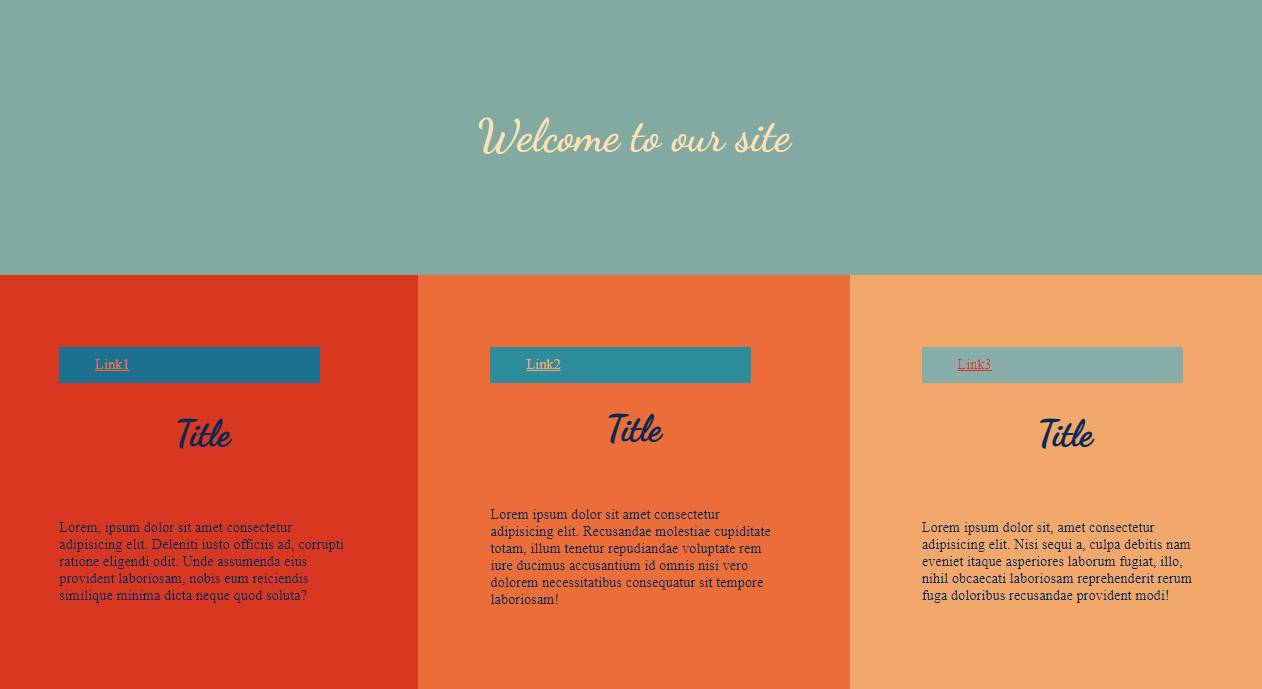 Welcome to our site
Link1
Title
Lorem, ipsum dolor sit amet consectetur
adipisicing elit. Deleniti iusto officiis ad, corrupti
ratione eligendi odit. Unde assumenda eius
provident laboriosam, nobis eum reiciendis
similique minima dicta neque quod soluta?
Link2
Title
Lorem ipsum dolor sit amet consectetur
adipisicing elit. Recusandae molestiae cupiditate
totam, illum tenetur repudiandae voluptate rem
iure ducimus accusantium id omnis nisi vero
dolorem necessitatibus consequatur sit tempore
laboriosam!
Link3
Title
Lorem ipsum dolor sit, amet consectetur
adipisicing elit. Nisi sequi a, culpa debitis nam
eveniet itaque asperiores laborum fugiat, illo,
nihil obcaecati laboriosam reprehenderit rerum
fuga doloribus recusandae provident modi!